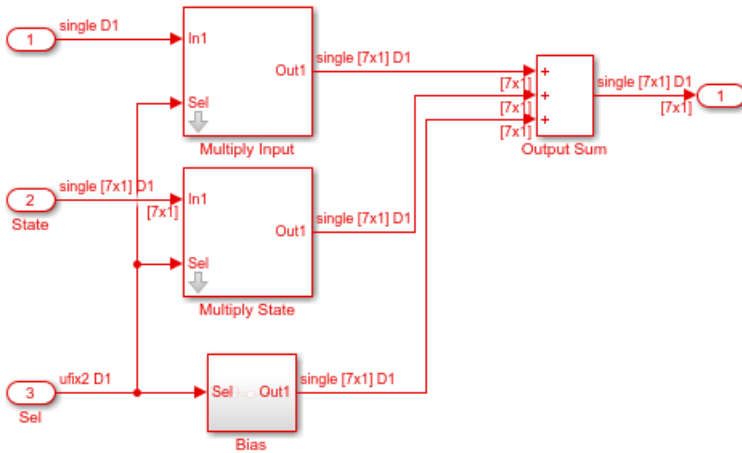 single D1
1
In1
Out1
single [7x1] D1
Sel
Multiply Input
[7x1]
+
[7x1]
+
[7x1]
+
Output Sum
single [7x1] D1
[7x1]
1
single [7x1] D1
2
State
[7x1]
In1
Out1
single [7x1] D1
Sel
Multiply State
ufix2 D1
3
Sel
Sel
Out1
single [7x1] D1
Bias